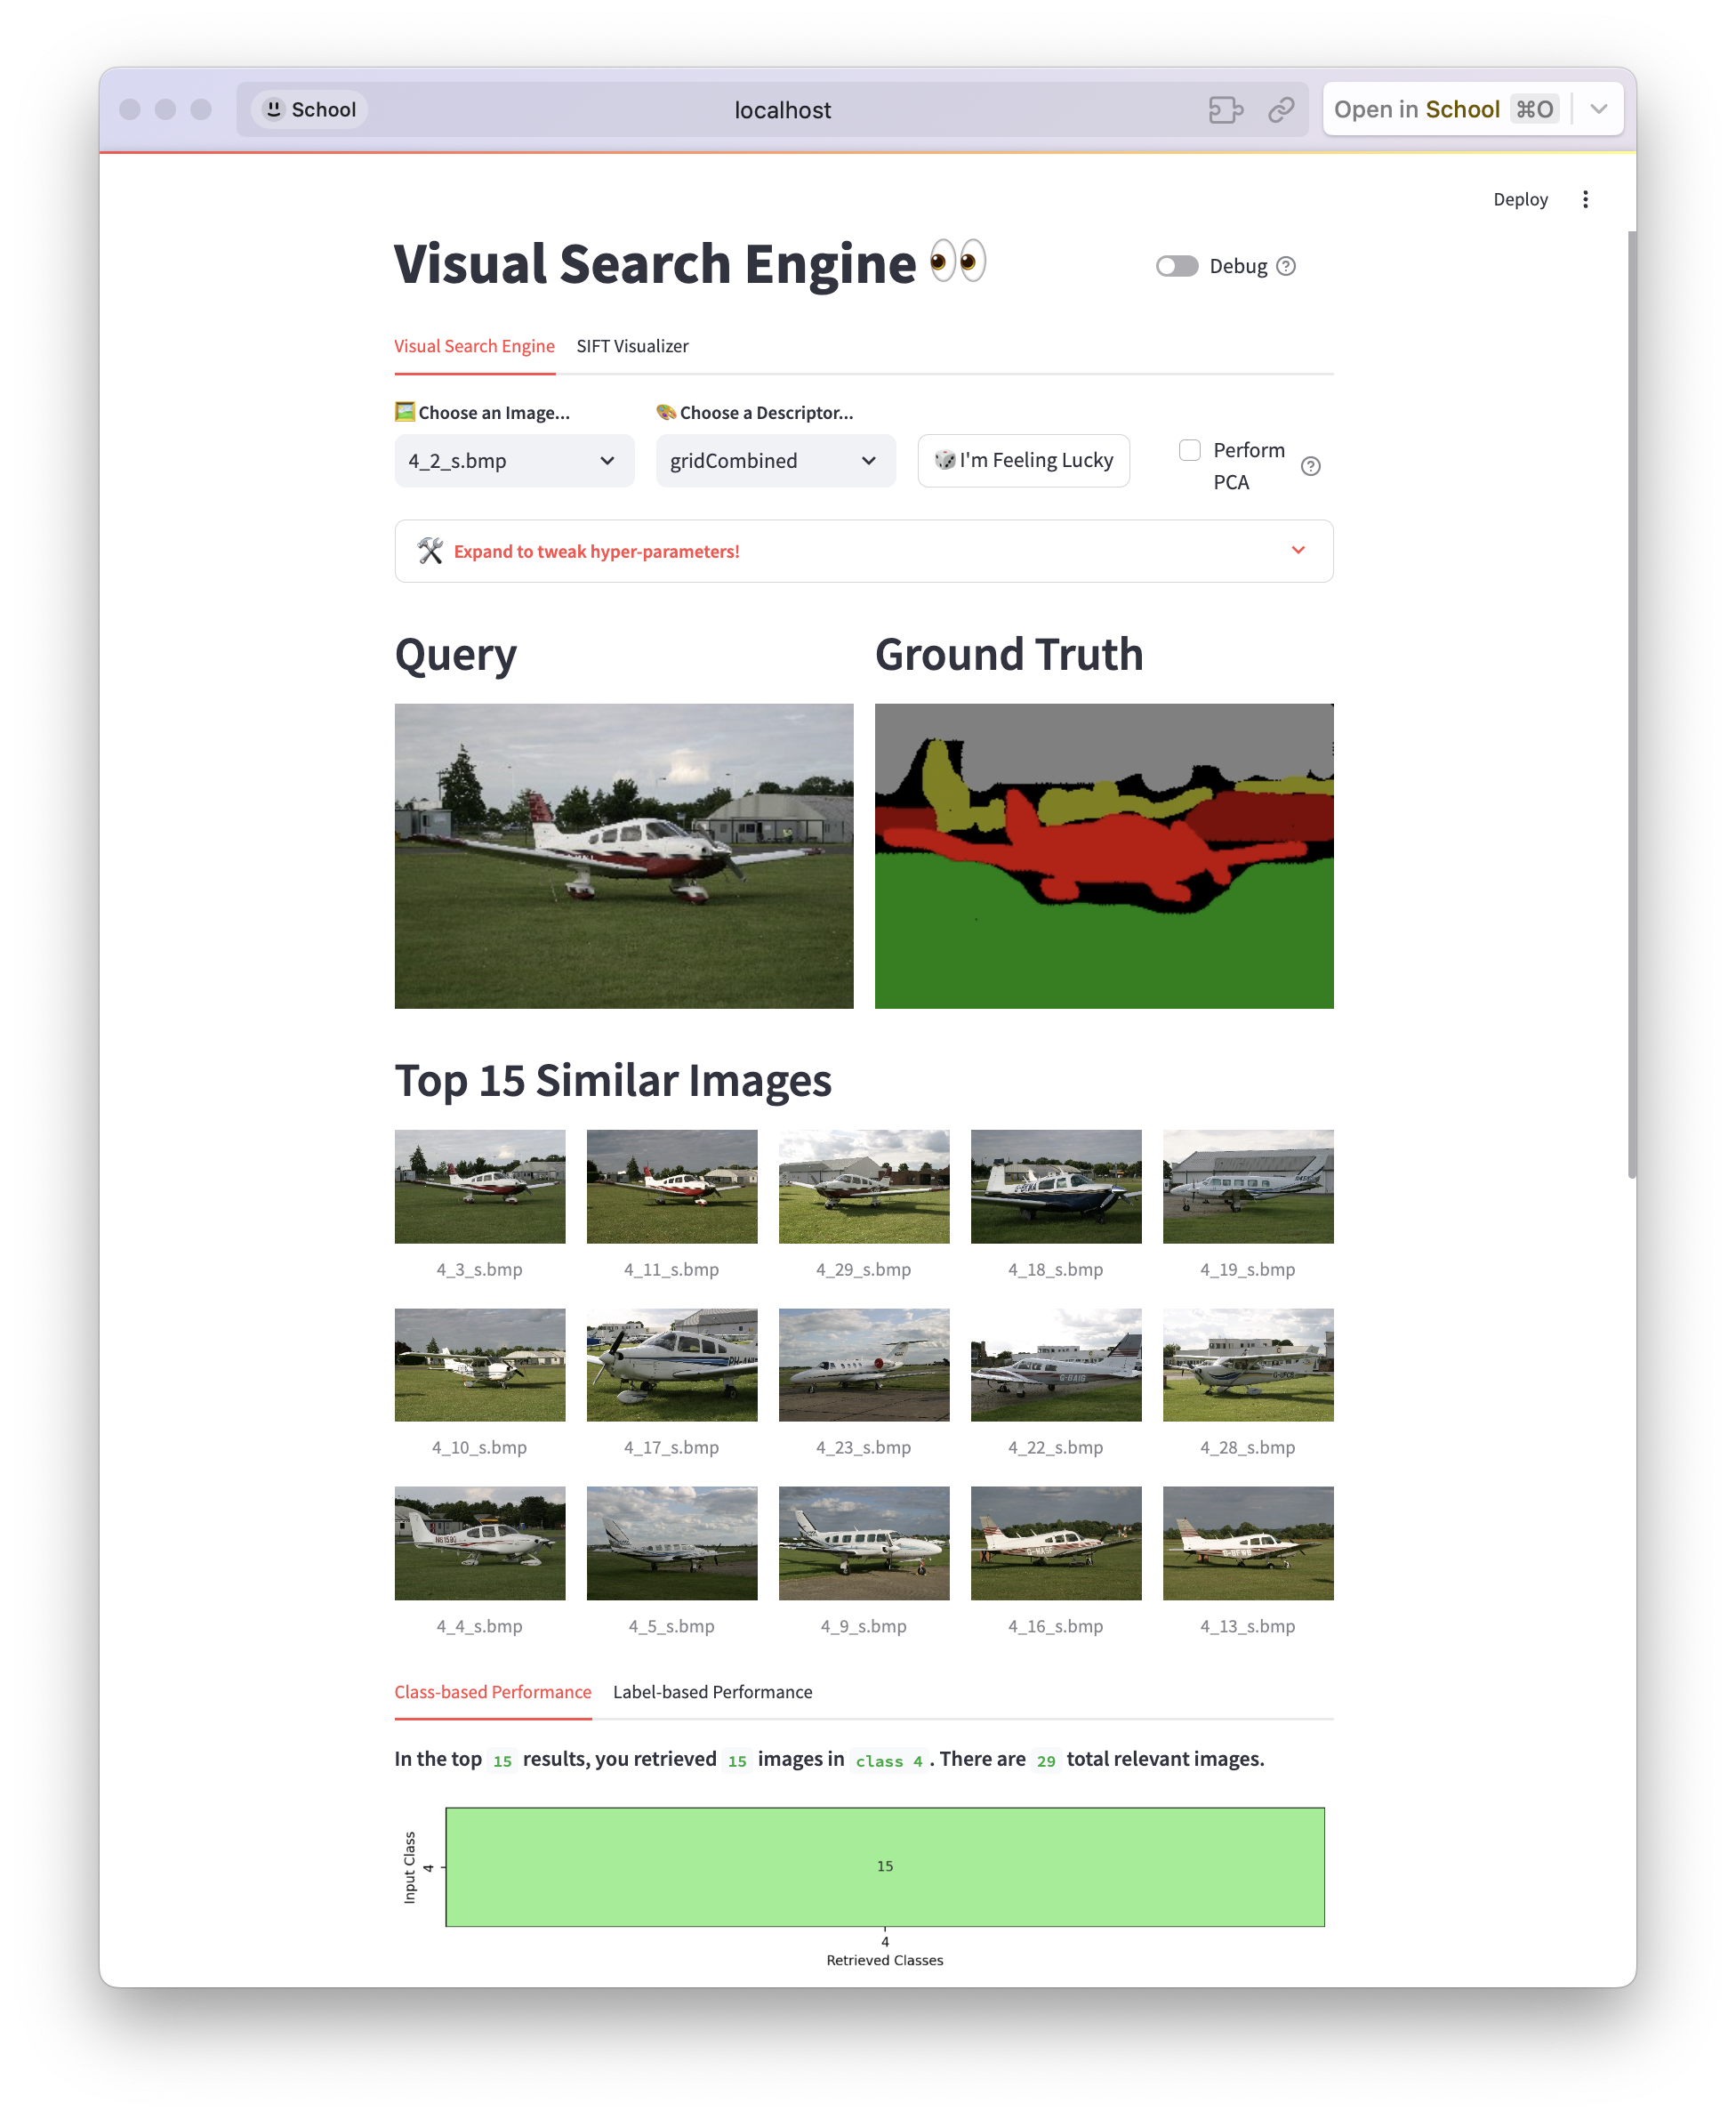 School
localhost
Open in School ⌘O
Deploy
Visual Search Engine 👀
Debug
Visual Search Engine SIFT Visualizer
Choose an Image...
Choose a Descriptor...
4_2_s.bmp
gridCombined
I'm Feeling Lucky
Perform
PCA
Expand to tweak hyper-parameters!
Query
Ground Truth
Top 15 Similar Images
4_3_s.bmp 4_11_s.bmp 4_29_s.bmp 4_18_s.bmp 4_19_s.bmp
G-BAIG
4_10_s.bmp 4_17_s.bmp 4_23_s.bmp 4_22_s.bmp 4_28_s.bmp
4_4_s.bmp 4_5_s.bmp 4_9_s.bmp 4_16_s.bmp 4_13_s.bmp
Class-based Performance Label-based Performance
In the top 15 results, you retrieved 15 images in class 4 . There are 29 total relevant images.
Input Class
4
15
4
Retrieved Classes